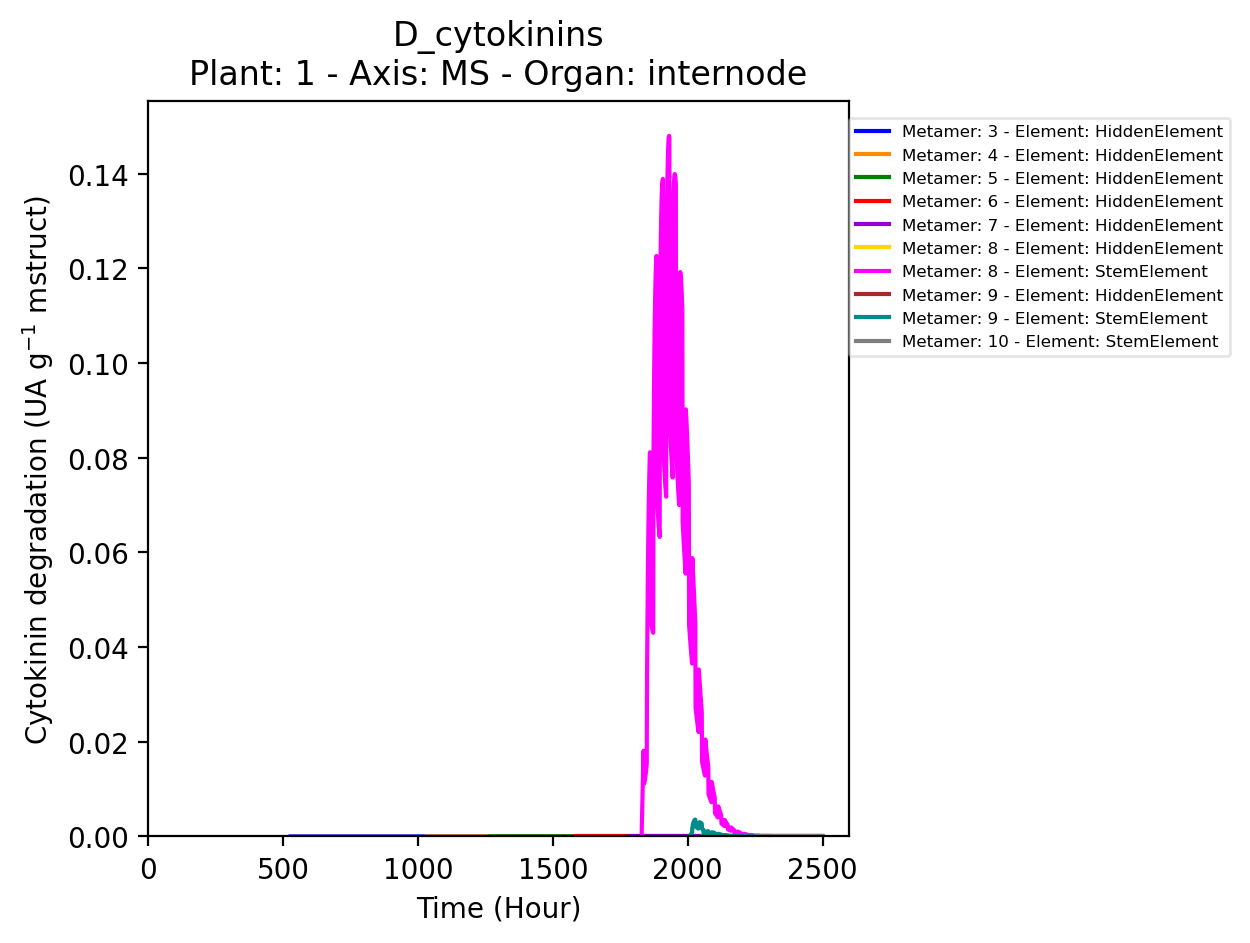 D_cytokinins
Plant: 1 - Axis: MS - Organ: internode
Cytokinin degradation (UA g⁻¹ mstruct)
0.14
0.12
0.10
0.08
0.06
0.04
0.02
0.00
0 500 1000 1500 2000 2500
Time (Hour)
Metamer: 3 - Element: HiddenElement
Metamer: 4 - Element: HiddenElement
Metamer: 5 - Element: HiddenElement
Metamer: 6 - Element: HiddenElement
Metamer: 7 - Element: HiddenElement
Metamer: 8 - Element: HiddenElement
Metamer: 8 - Element: StemElement
Metamer: 9 - Element: HiddenElement
Metamer: 9 - Element: StemElement
Metamer: 10 - Element: StemElement